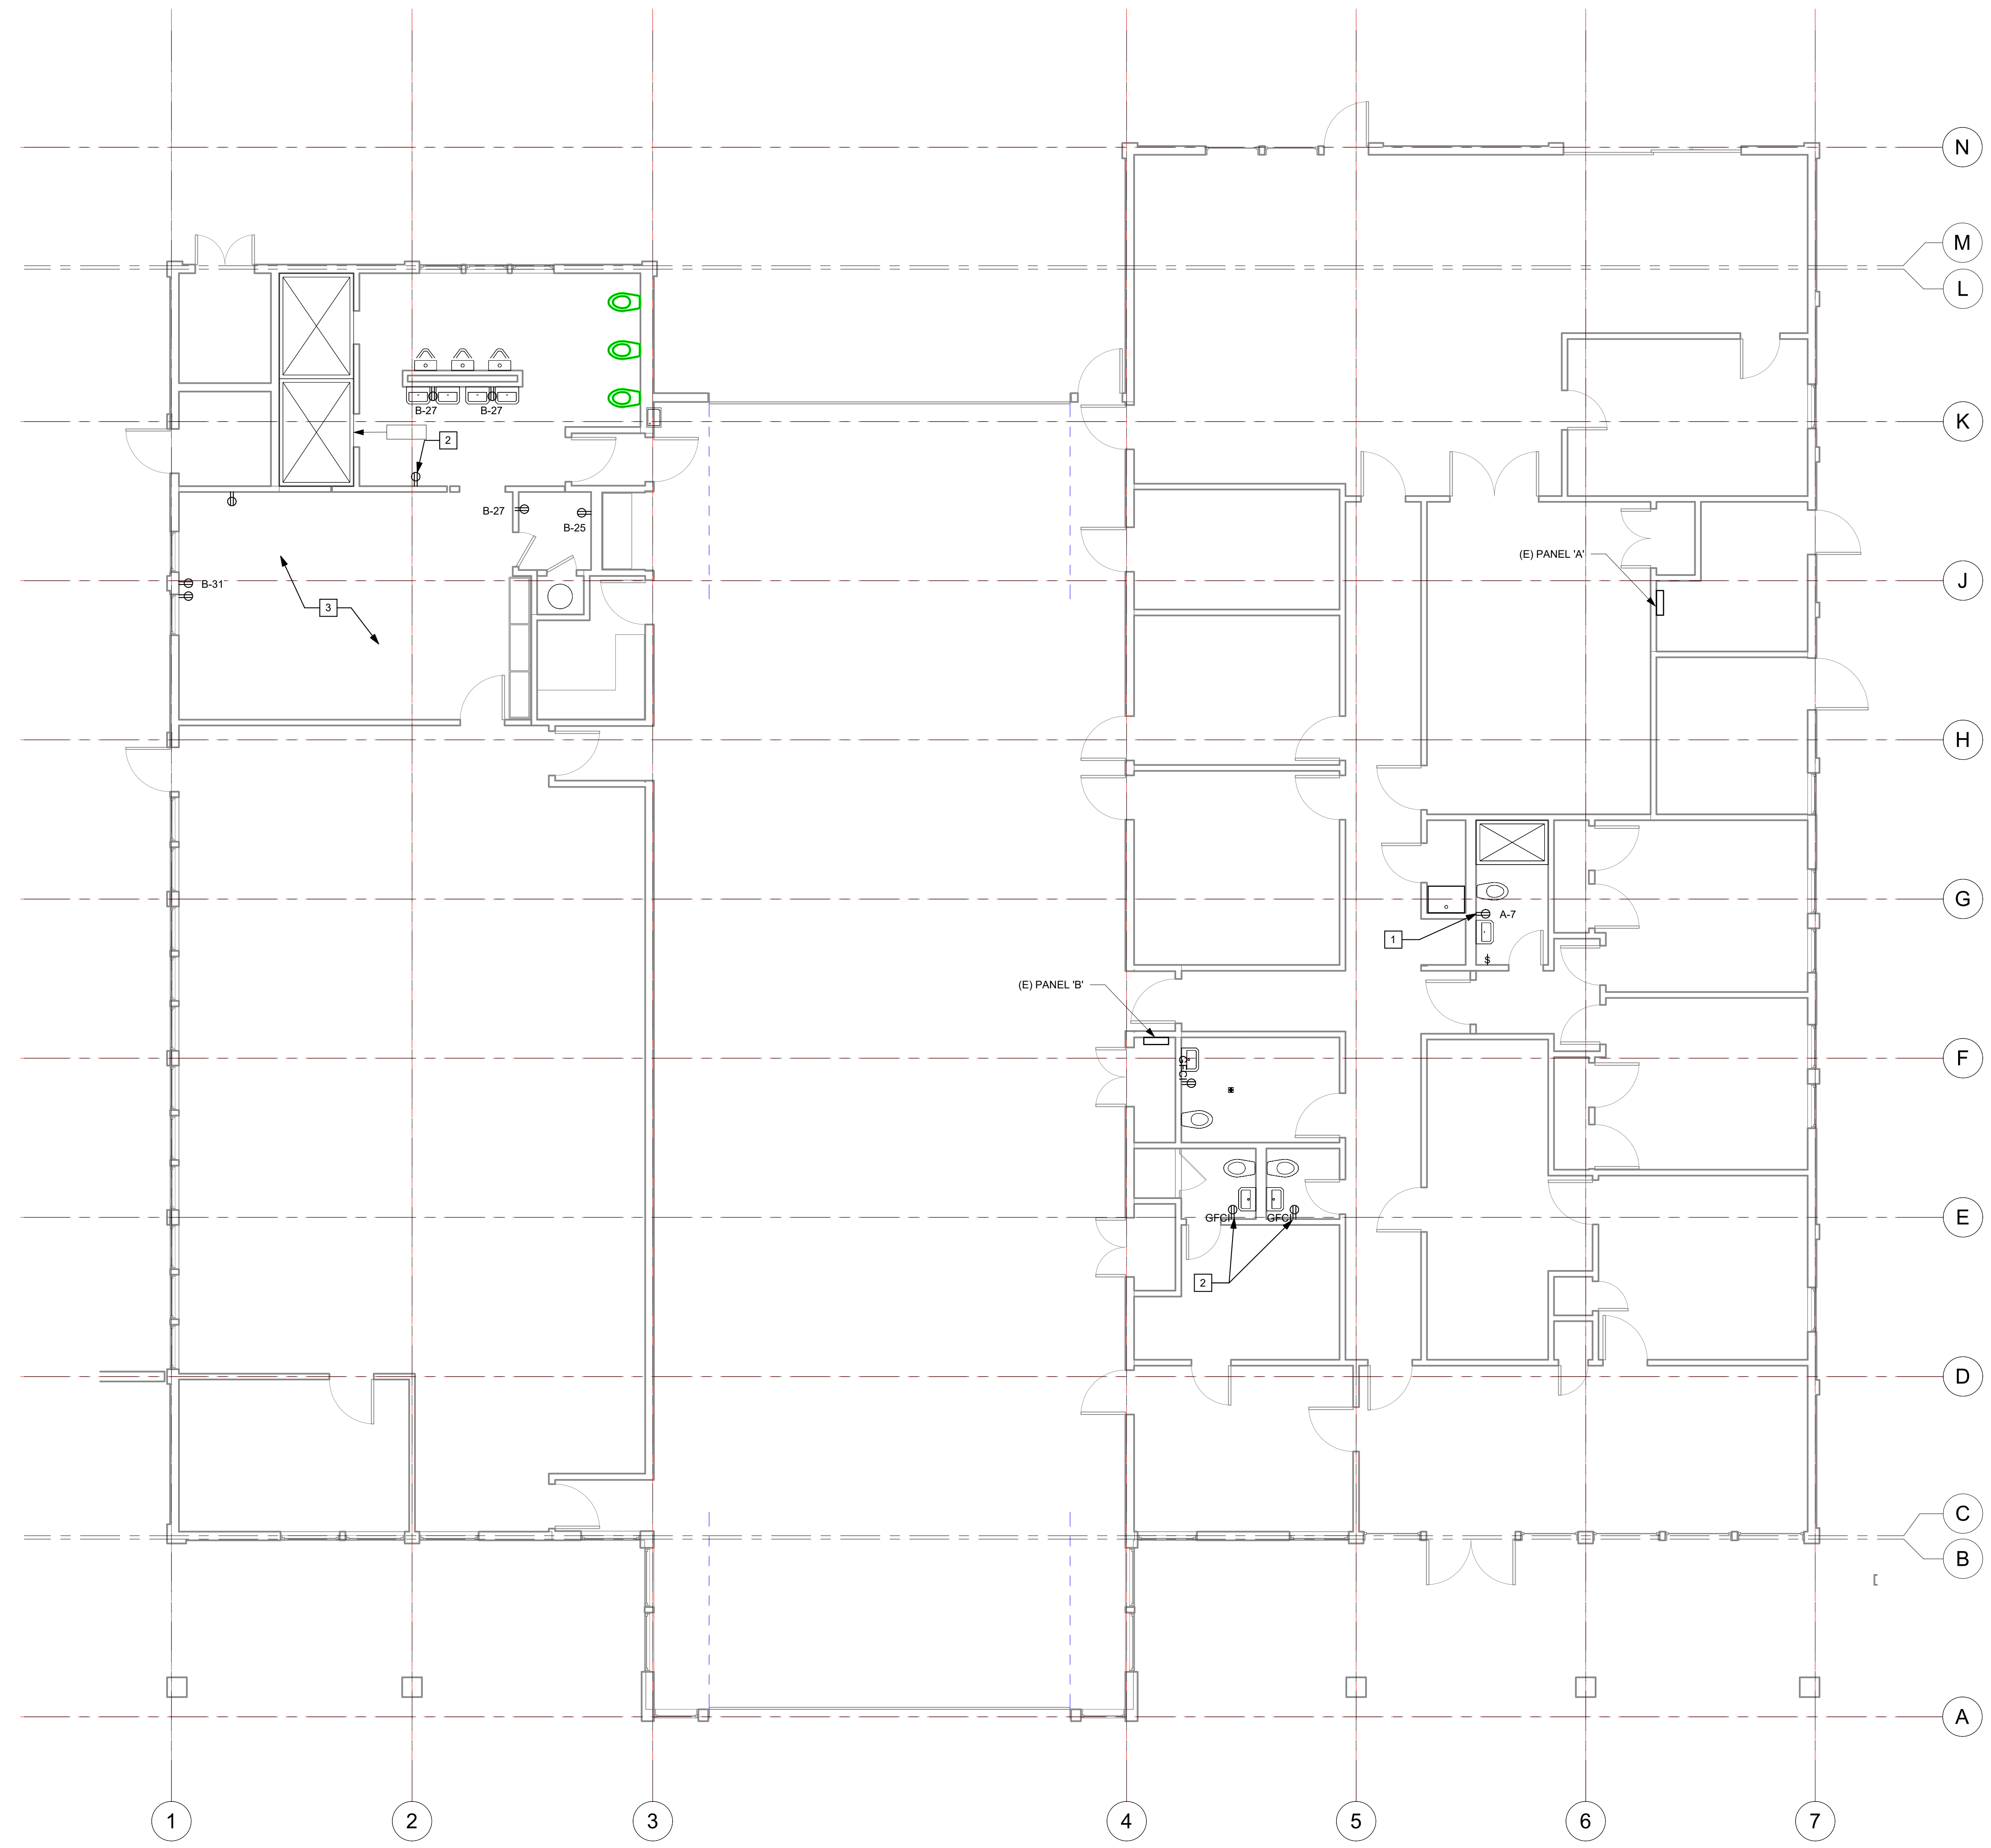 N
M
L
B-27
B-27
K
2
B-27
B-25
(E) PANEL 'A'
B-31
J
3
H
G
A-7
1
$
(E) PANEL 'B'
F
GFCI
GFCI
GFCI
E
2
D
C
B
A
1
2
3
4
5
6
7